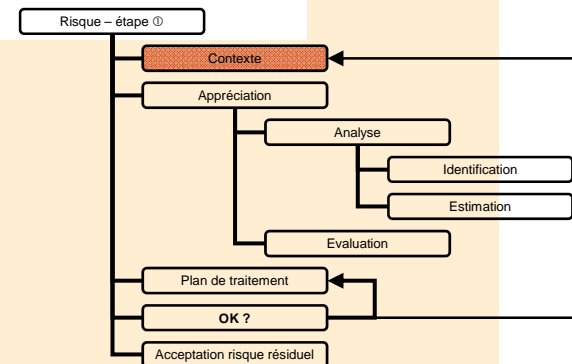 Risque – étape ①
Contexte
Appréciation
Analyse
Identification
Estimation
Evaluation
Plan de traitement
OK ?
Acceptation risque résiduel